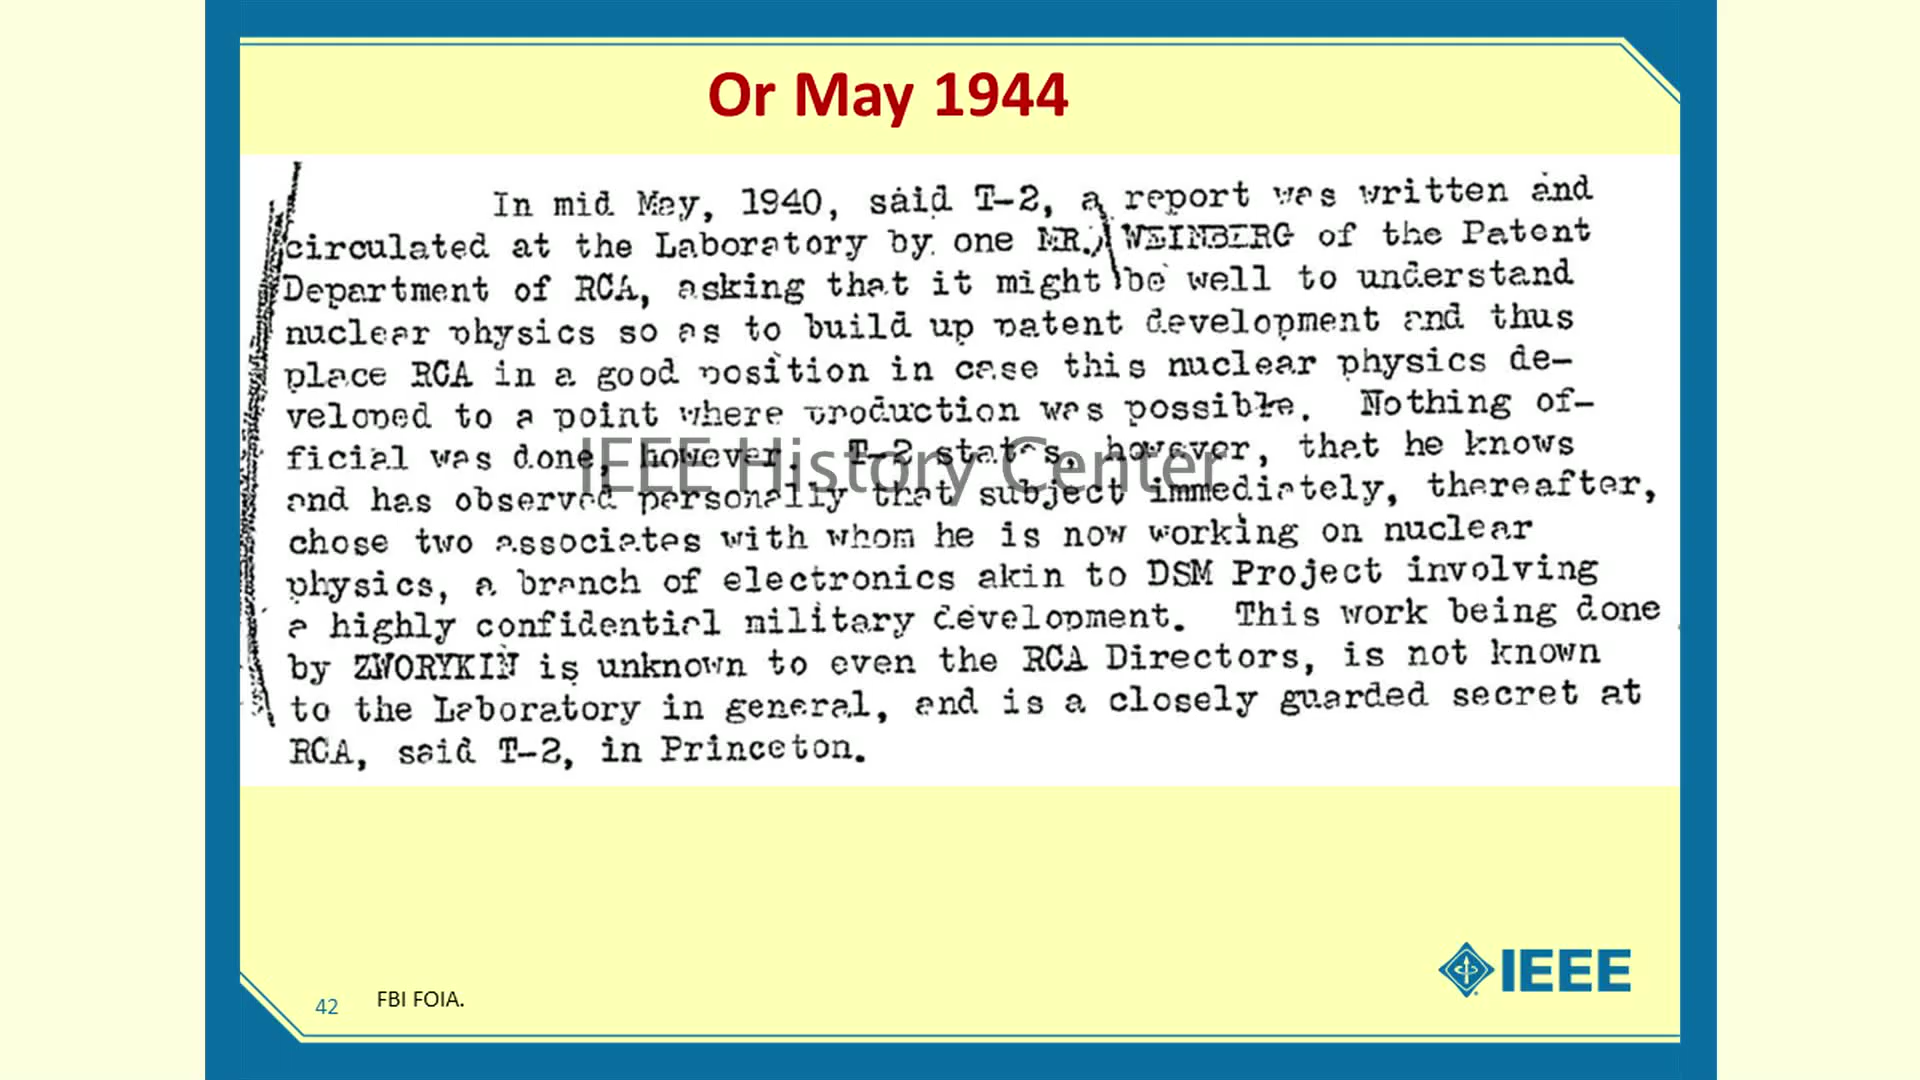 Or May 1944
In mid May, 1940, said T-2, a report was written and
circulated at the Laboratory by one MR. WEINBERG of the Patent
Department of RCA, asking that it might be well to understand
nuclear physics so as to build up patent development and thus
place RCA in a good position in case this nuclear physics de-
veloped to a point where production was possible. Nothing of-
ficial was done, however. T-2 states, however, that he knows
and has observed personally that subject immediately, thereafter,
chose two associates with whom he is now working on nuclear
physics, a branch of electronics akin to DSM Project involving
a highly confidential military development. This work being done
by ZWORYKIN is unknown to even the RCA Directors, is not known
to the Laboratory in general, and is a closely guarded secret at
RCA, said T-2, in Princeton.
IEEE History Center
IEEE
42 FBI FOIA.